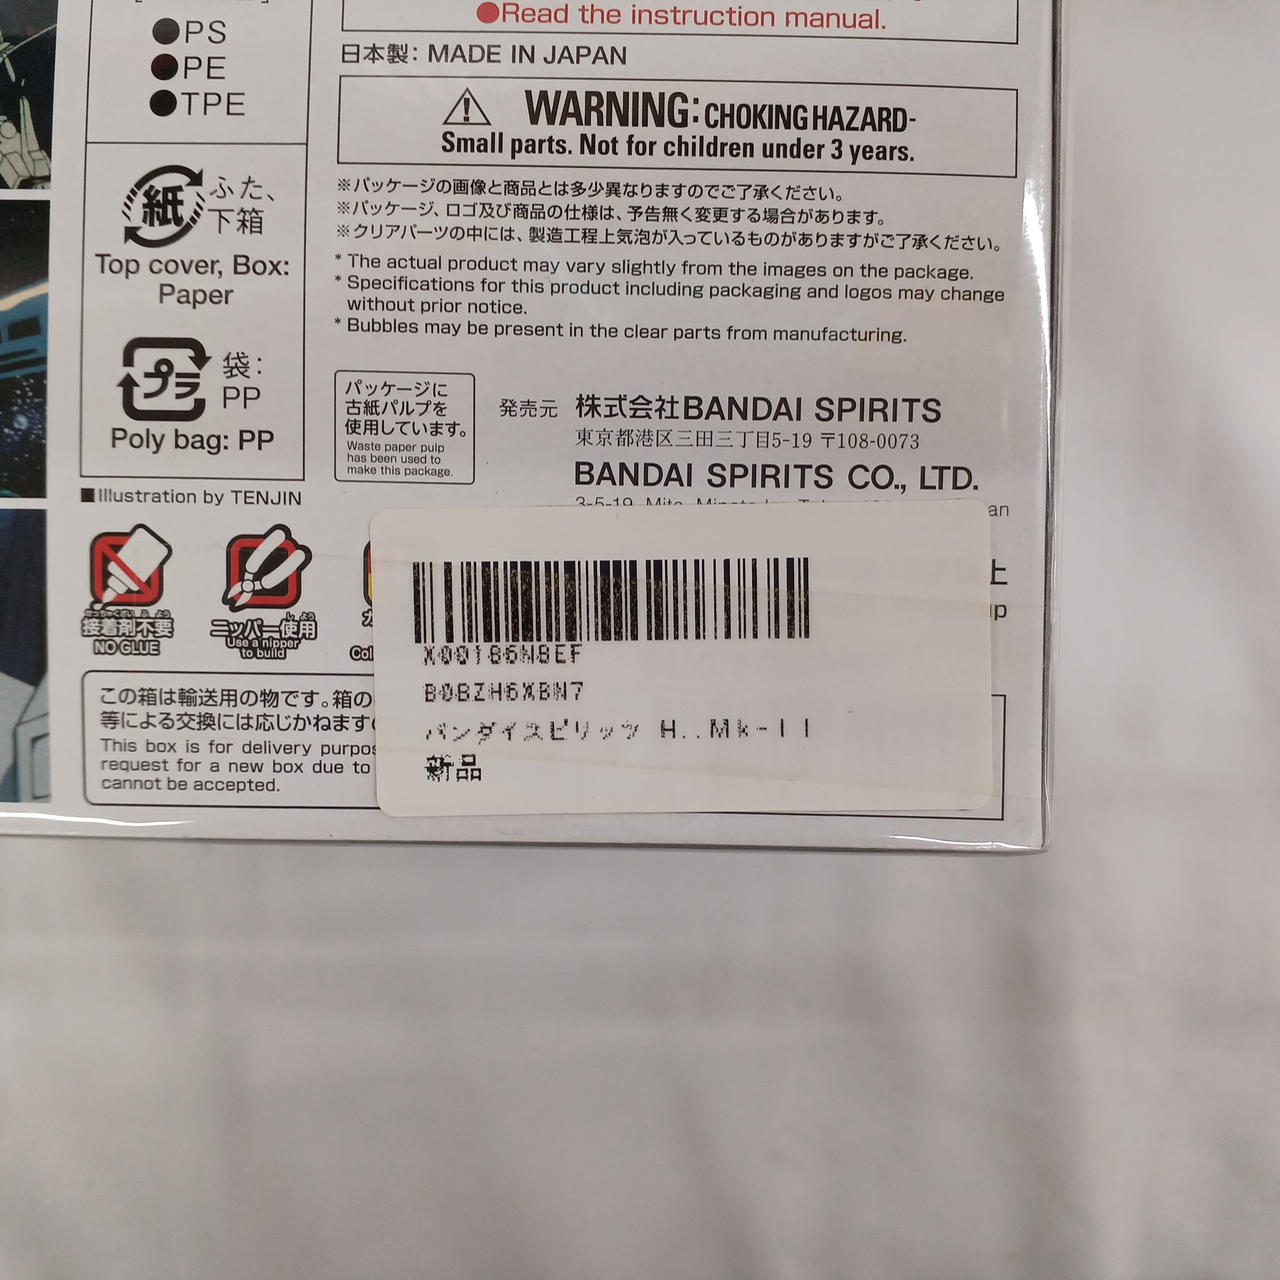 ●PS
●PE
●TPE
紙
ふた、
下箱
Top cover, Box:
Paper
プラ
袋:
PP
Poly bag: PP
■Illustration by TENJIN
●Read the instruction manual.
日本製: MADE IN JAPAN
WARNING: CHOKING HAZARD-
Small parts. Not for children under 3 years.
※パッケージの画像と商品とは多少異なりますのでご了承ください。
※パッケージ、ロゴ及び商品の仕様は、予告無く変更する場合があります。
※クリアパーツの中には、製造工程上気泡が入っているものがありますがご了承ください。
* The actual product may vary slightly from the images on the package.
* Specifications for this product including packaging and logos may change
without prior notice.
* Bubbles may be present in the clear parts from manufacturing.
パッケージに
古紙パルプを
使用しています。
Waste paper pulp
has been used to
make this package.
発売元 株式会社BANDAI SPIRITS
東京都港区三田三丁目5-19 〒108-0073
BANDAI SPIRITS CO., LTD.
接着剤不要
NO GLUE
ニッパー使用
Use a nipper
to build
この箱は輸送用の物です。箱の
等による交換には応じかねます
This box is for delivery
request for a new box due to
cannot be accepted.
X00186N8EF
B0BZH6XBN7
バンダイスピリッツ H..Mk-II
新品